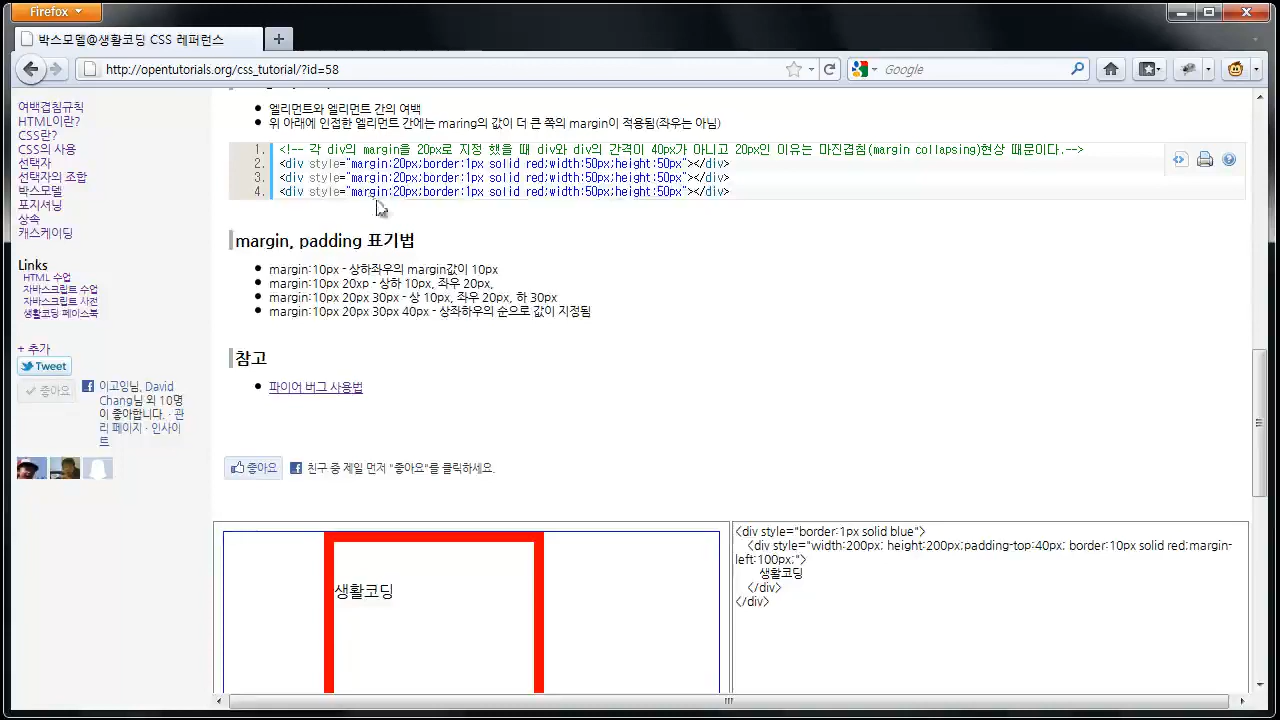 Firefox
박스모델@생활코딩 CSS 레퍼런스
http://opentutorials.org/css_tutorial/?id=58
Google
여백겹침규칙
HTML이란?
CSS란?
CSS의 사용
선택자
선택자의 조합
박스모델
포지셔닝
상속
캐스케이딩
Links
HTML 수업
자바스크립트 수업
자바스크립트 사전
생활코딩 페이스북
+ 추가
Tweet
좋아요
이고잉님, David
Chang님 외 10명
이 좋아합니다. · 관
리 페이지 · 인사이
트
엘리먼트와 엘리먼트 간의 여백
위 아래에 인접한 엘리먼트 간에는 maring의 값이 더 큰 쪽의 margin이 적용됨(좌우는 아님)
1. <!-- 각 div의 margin을 20px로 지정 했을 때 div와 div의 간격이 40px가 아니고 20px인 이유는 마진겹침(margin collapsing)현상 때문이다.-->
2. <div style="margin:20px;border:1px solid red;width:50px;height:50px"></div>
3. <div style="margin:20px;border:1px solid red;width:50px;height:50px"></div>
4. <div style="margin:20px;border:1px solid red;width:50px;height:50px"></div>
margin, padding 표기법
margin:10px - 상하좌우의 margin값이 10px
margin:10px 20xp - 상하 10px, 좌우 20px,
margin:10px 20px 30px - 상 10px, 좌우 20px, 하 30px
margin:10px 20px 30px 40px - 상좌하우의 순으로 값이 지정됨
참고
파이어 버그 사용법
좋아요
친구 중 제일 먼저 "좋아요"를 클릭하세요.
생활코딩
<div style="border:1px solid blue">
<div style="width:200px; height:200px;padding-top:40px; border:10px solid red;margin-
left:100px;">
생활코딩
</div>
</div>